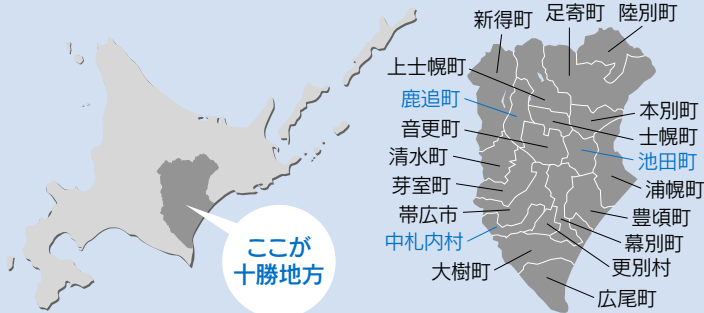 ここが
十勝地方
新得町
足寄町
陸別町
上士幌町
鹿追町
音更町
清水町
芽室町
帯広市
中札内村
大樹町
本別町
士幌町
池田町
浦幌町
豊頃町
幕別町
更別村
広尾町